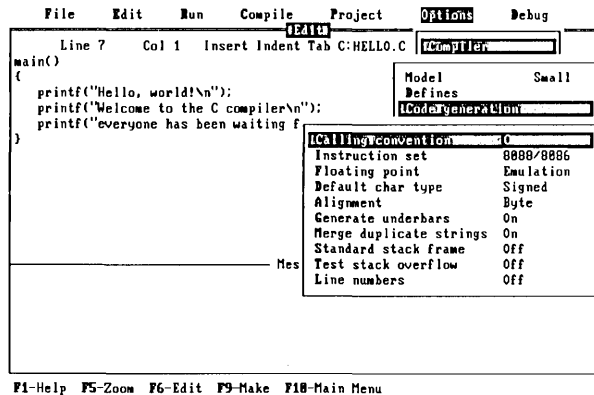 File Edit Run Compile Project Options Debug
Edit
Line 7 Col 1 Insert Indent Tab C:HELLO.C
Compiler
main()
{
Model Small
Defines
printf("Hello, world!\n");
Code generation
printf("Welcome to the C compiler\n");
printf("everyone has been waiting f
}
Calling convention C
Instruction set 8088/8086
Floating point Emulation
Default char type Signed
Alignment Byte
Generate underbars On
Merge duplicate strings On
Standard stack frame Off
Mes
Test stack overflow Off
Line numbers Off
F1-Help F5-Zoom F6-Edit F9-Make F10-Main Menu